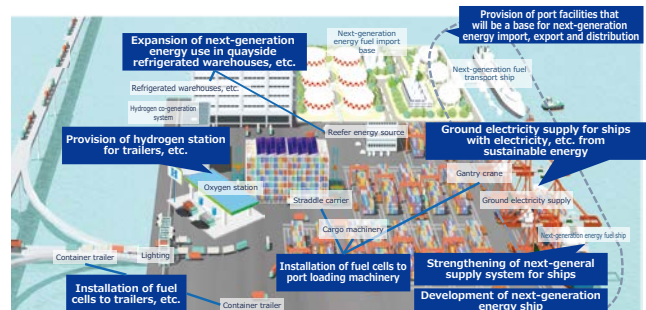 Provision of port facilities that
will be a base for next-generation
energy import, export and distribution
Next-generation
energy fuel import
base
Expansion of next-generation
energy use in quayside
refrigerated warehouses, etc.
Next-generation fuel
transport ship
Refrigerated warehouses, etc.
Hydrogen co-generation
system
Reefer energy source
Provision of hydrogen station
for trailers, etc.
Ground electricity supply for ships
with electricity, etc. from
sustainable energy
Oxygen station
Gantry crane
Straddle carrier
Ground electricity supply
Cargo machinery
Next-generation energy fuel ship
Container trailer
Lighting
Installation of fuel cells to
port loading machinery
Strengthening of next-general
supply system for ships
Installation of fuel
cells to trailers, etc.
Container trailer
Development of next-generation
energy ship